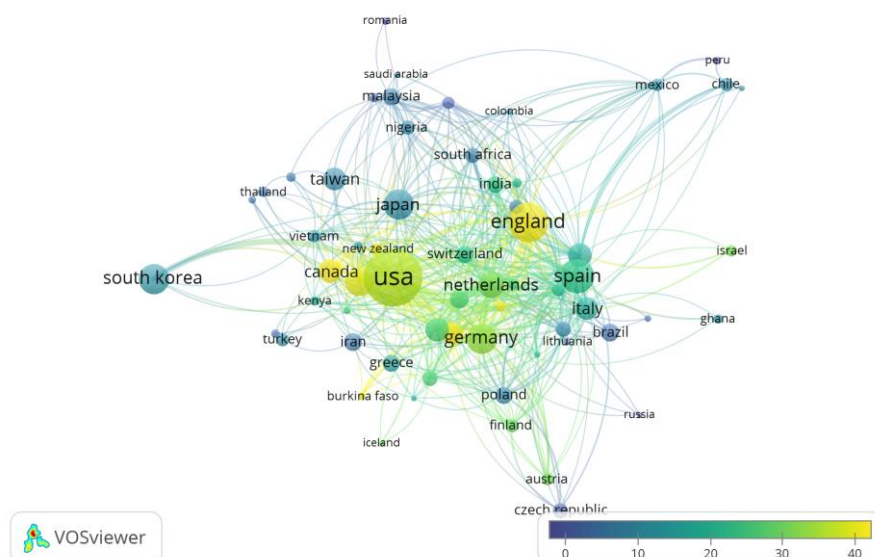 romania
saudi arabia
peru
malaysia
mexico
chile
colombia
nigeria
south africa
india
taiwan
thailand
japan
england
vietnam
new zealand
switzerland
israel
south korea
canada
usa
spain
netherlands
kenya
italy
ghana
turkey
iran
germany
lithuania
brazil
greece
burkina faso
poland
russia
finland
iceland
austria
czech republic
VOSviewer
0 10 20 30 40